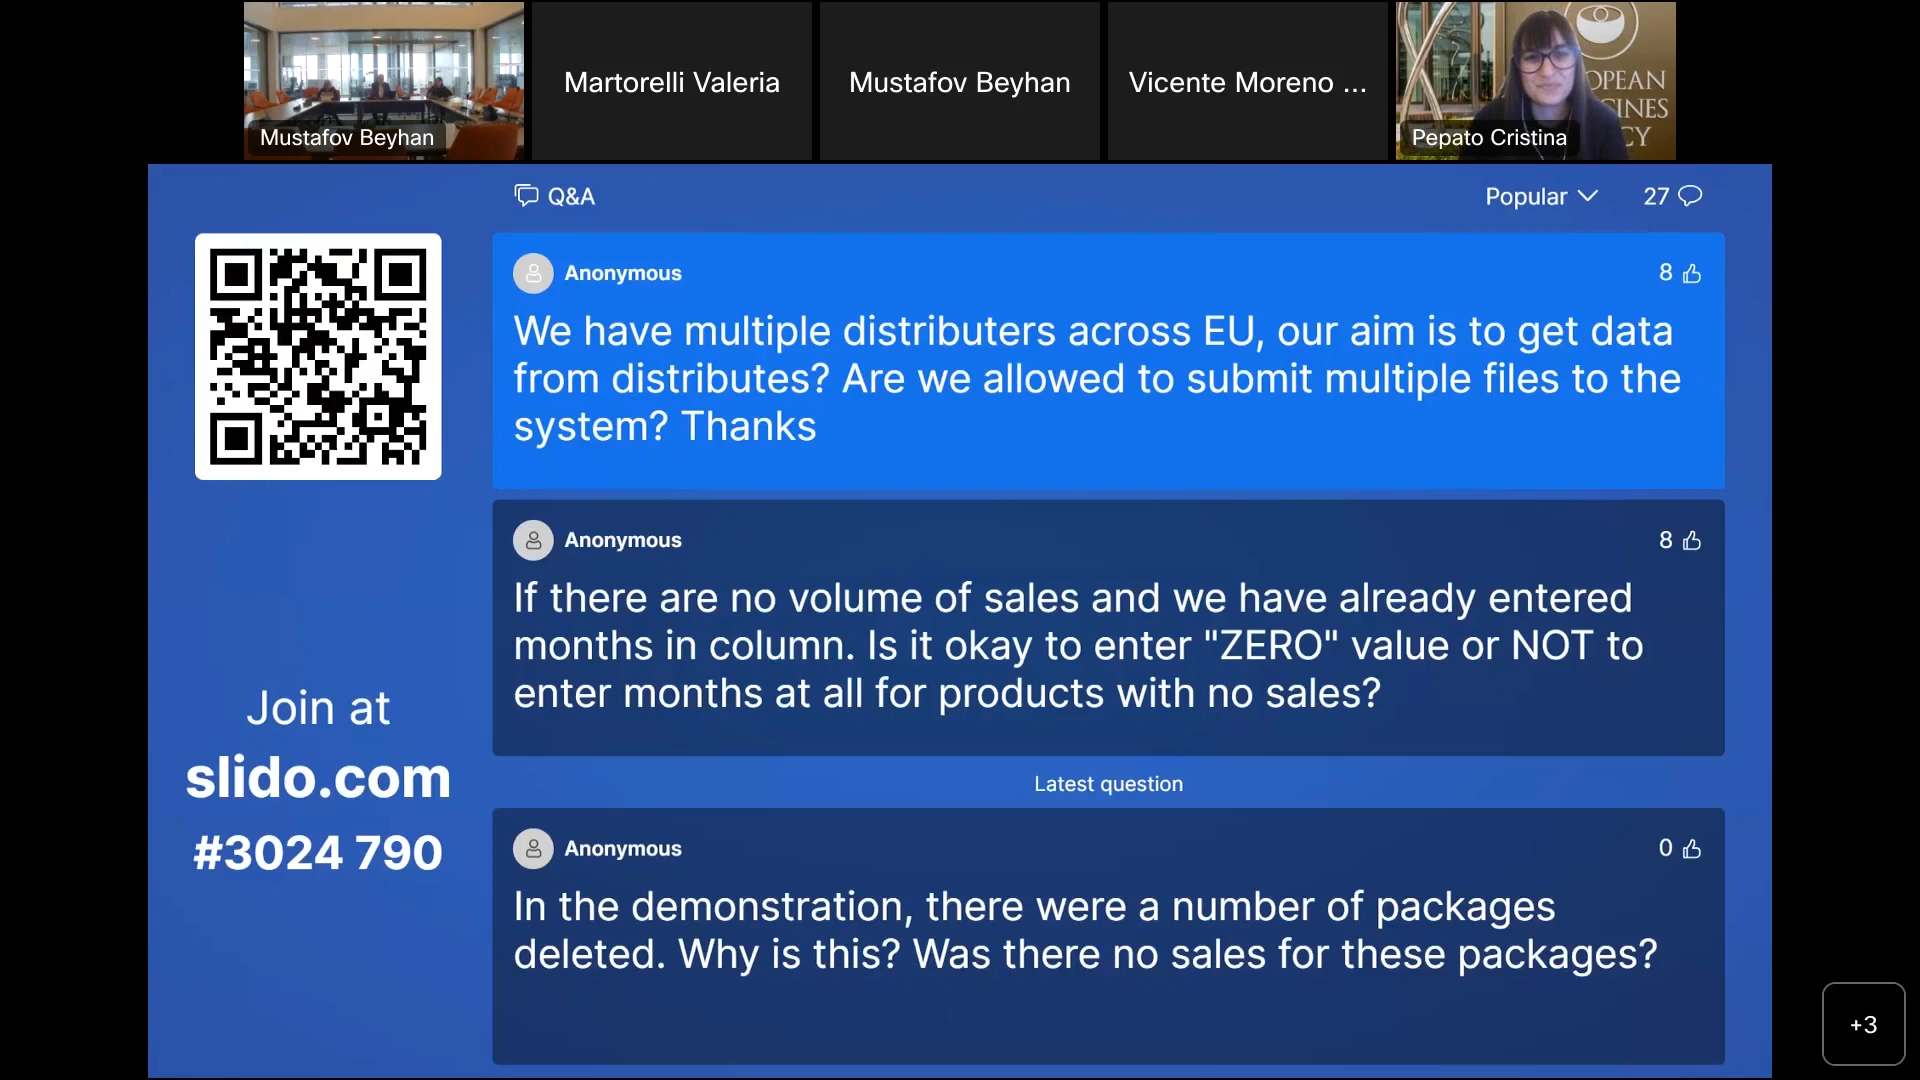 Martorelli Valeria
Mustafov Beyhan
Vicente Moreno ...
OPEAN
CINES
CY
Mustafov Beyhan
Pepato Cristina
Q&A
Popular
27
Anonymous
8
We have multiple distributers across EU, our aim is to get data
from distributes? Are we allowed to submit multiple files to the
system? Thanks
Anonymous
8
If there are no volume of sales and we have already entered
months in column. Is it okay to enter "ZERO" value or NOT to
enter months at all for products with no sales?
Join at
slido.com
#3024 790
Latest question
Anonymous
0
In the demonstration, there were a number of packages
deleted. Why is this? Was there no sales for these packages?
+3